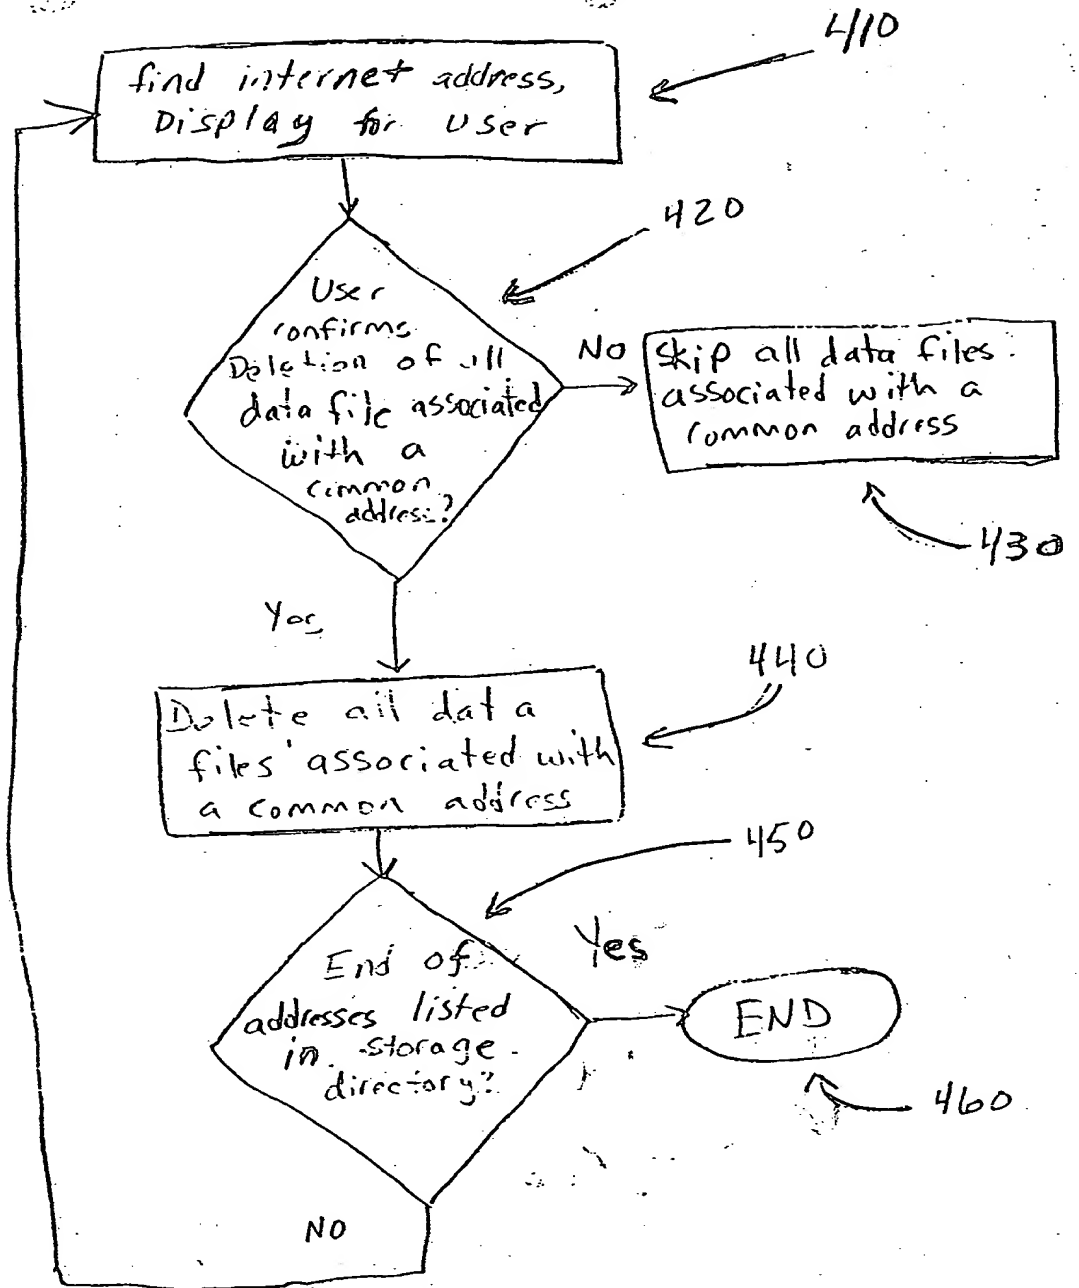 410
find internet address,
Display for User
420
User
confirms
Deletion of all
data file associated
with a
common
address?
No
Skip all data files
associated with a
common address
430
Yes
440
Delete all data
files associated with
a common address
450
End of
addresses listed
in storage
directory?
Yes
END
460
NO